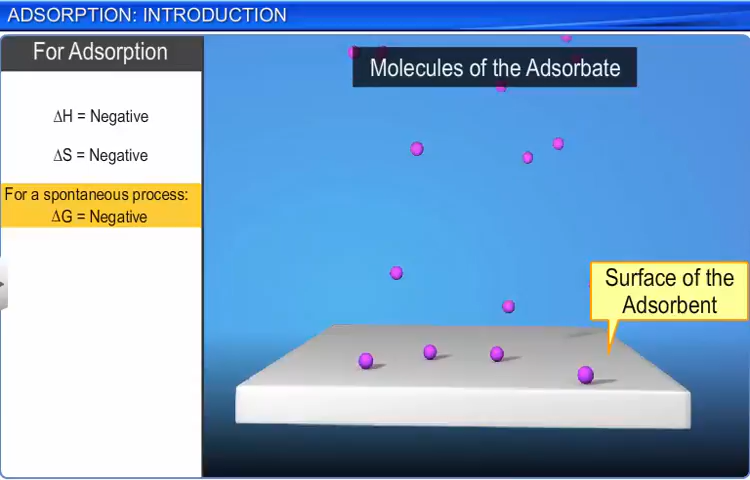 ADSORPTION: INTRODUCTION
For Adsorption
ΔH = Negative
ΔS = Negative
For a spontaneous process:
ΔG = Negative
Molecules of the Adsorbate
Surface of the
Adsorbent